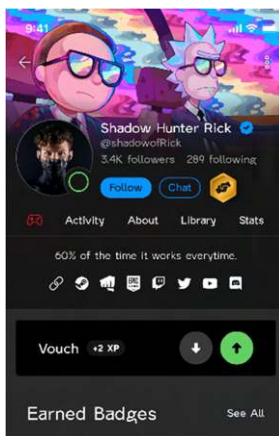 9:41
Shadow Hunter Rick
@shadowofRick
3.4K followers 289 following
Follow Chat
Activity About Library Stats
60% of the time it works everytime.
EPIC
Vouch +2 XP
Earned Badges See All